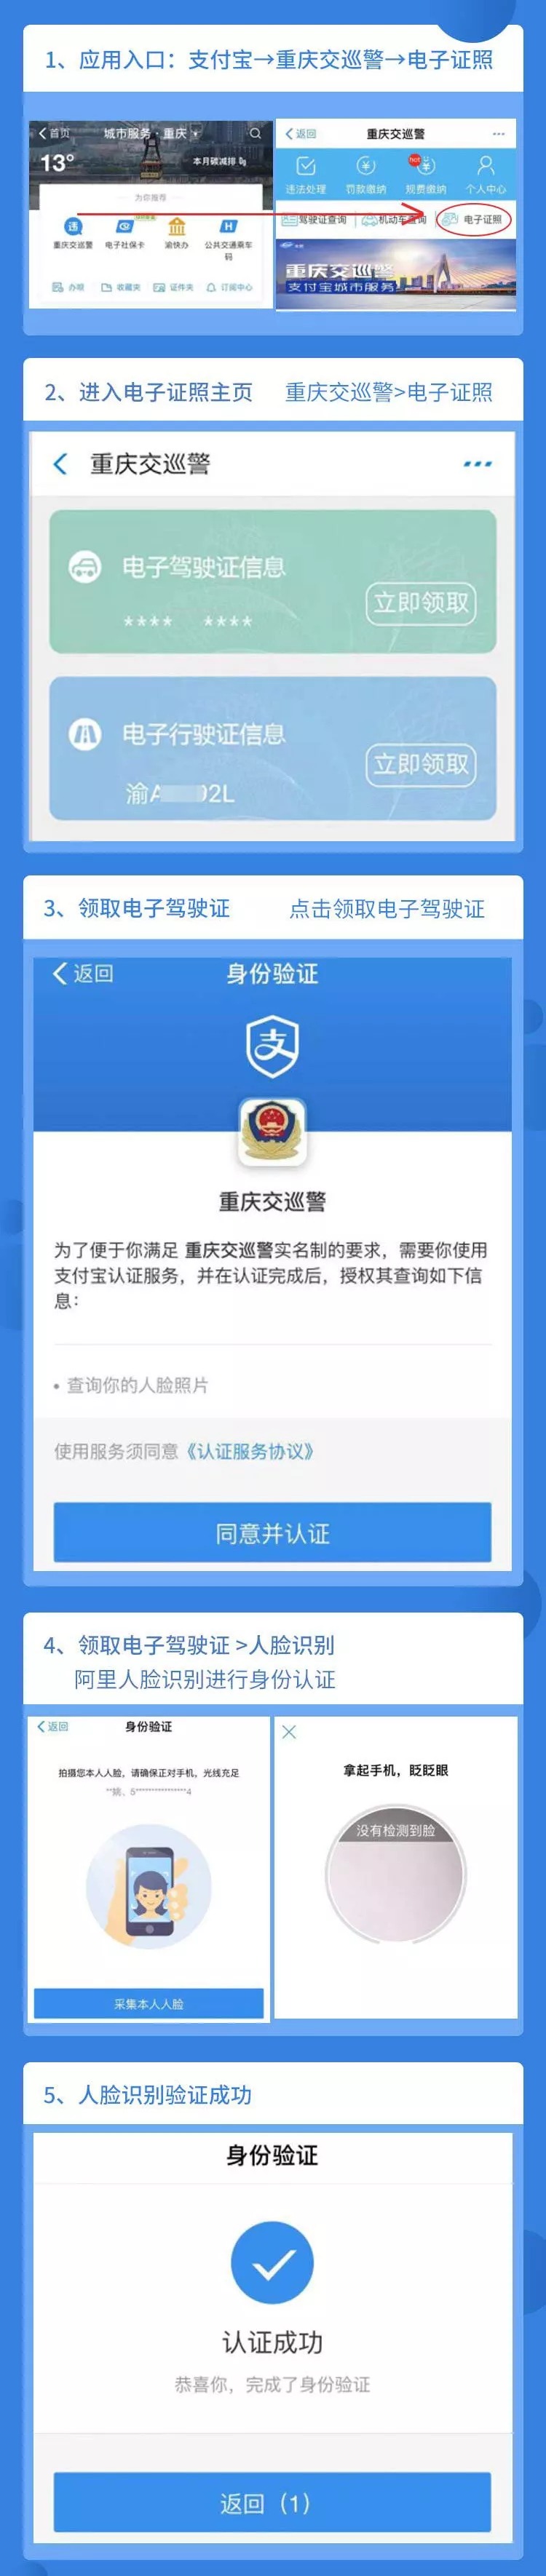 1、应用入口：支付宝→重庆交巡警→电子证照
首页
城市服务·重庆
13°
本月碳减排 0g
为你推荐
违
重庆交巡警
电子社保卡
渝快办
公共交通乘车码
办呗
收藏夹
证件夹
订阅中心
返回
重庆交巡警
违法处理
罚款缴纳
hot
规费缴纳
个人中心
驾驶证查询
机动车查询
电子证照
重庆交巡警
支付宝城市服务
2、进入电子证照主页 重庆交巡警>电子证照
重庆交巡警
电子驾驶证信息
立即领取
**** ****
电子行驶证信息
立即领取
渝A 02L
3、领取电子驾驶证 点击领取电子驾驶证
返回
身份验证
支
重庆交巡警
为了便于你满足 重庆交巡警实名制的要求，需要你使用
支付宝认证服务，并在认证完成后，授权其查询如下信
息：
• 查询你的人脸照片
使用服务须同意《认证服务协议》
同意并认证
4、领取电子驾驶证 >人脸识别
阿里人脸识别进行身份认证
返回
身份验证
拍摄您本人人脸，请确保正对手机，光线充足
采集本人人脸
拿起手机，眨眨眼
没有检测到脸
5、人脸识别验证成功
身份验证
认证成功
恭喜你，完成了身份验证
返回（1）